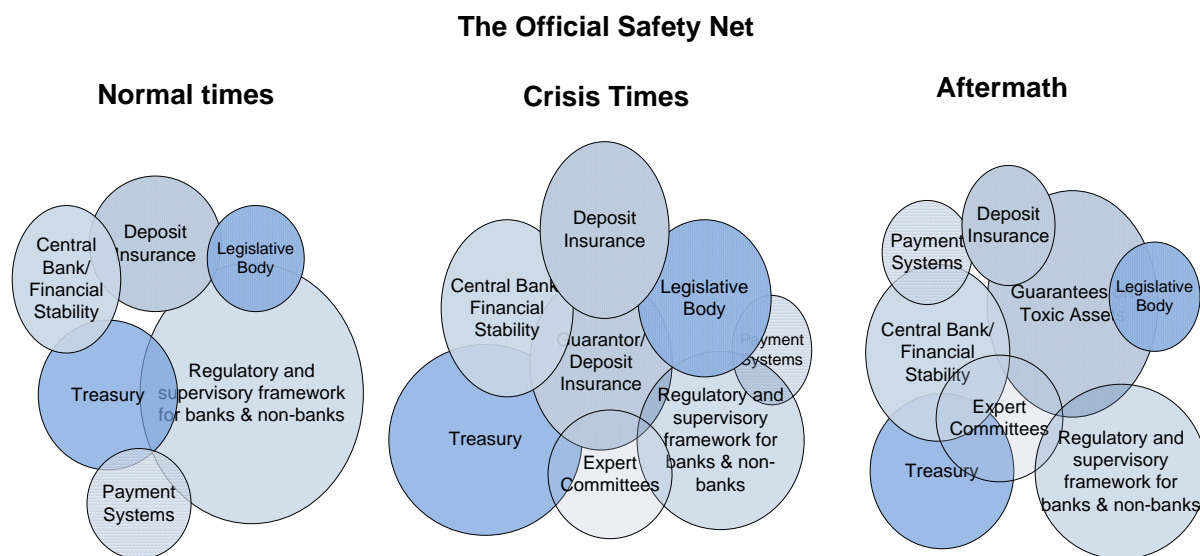 The Official Safety Net
Normal times
Central
Bank/
Financial
Stability
Deposit
Insurance
Legislative
Body
Treasury
Regulatory and
supervisory framework
for banks & non-banks
Payment
Systems
Crisis Times
Deposit
Insurance
Central Bank/
Financial
Stability
Legislative
Body
Guarantor/
Deposit
Insurance
Payment
Systems
Treasury
Regulatory and
supervisory
framework for
banks & non-
banks
Expert
Committees
Aftermath
Deposit
Insurance
Payment
Systems
Legislative
Body
Guarantees on
Toxic Assets
Central Bank/
Financial
Stability
Expert
Committees
Treasury
Regulatory and
supervisory
framework for
banks & non-banks